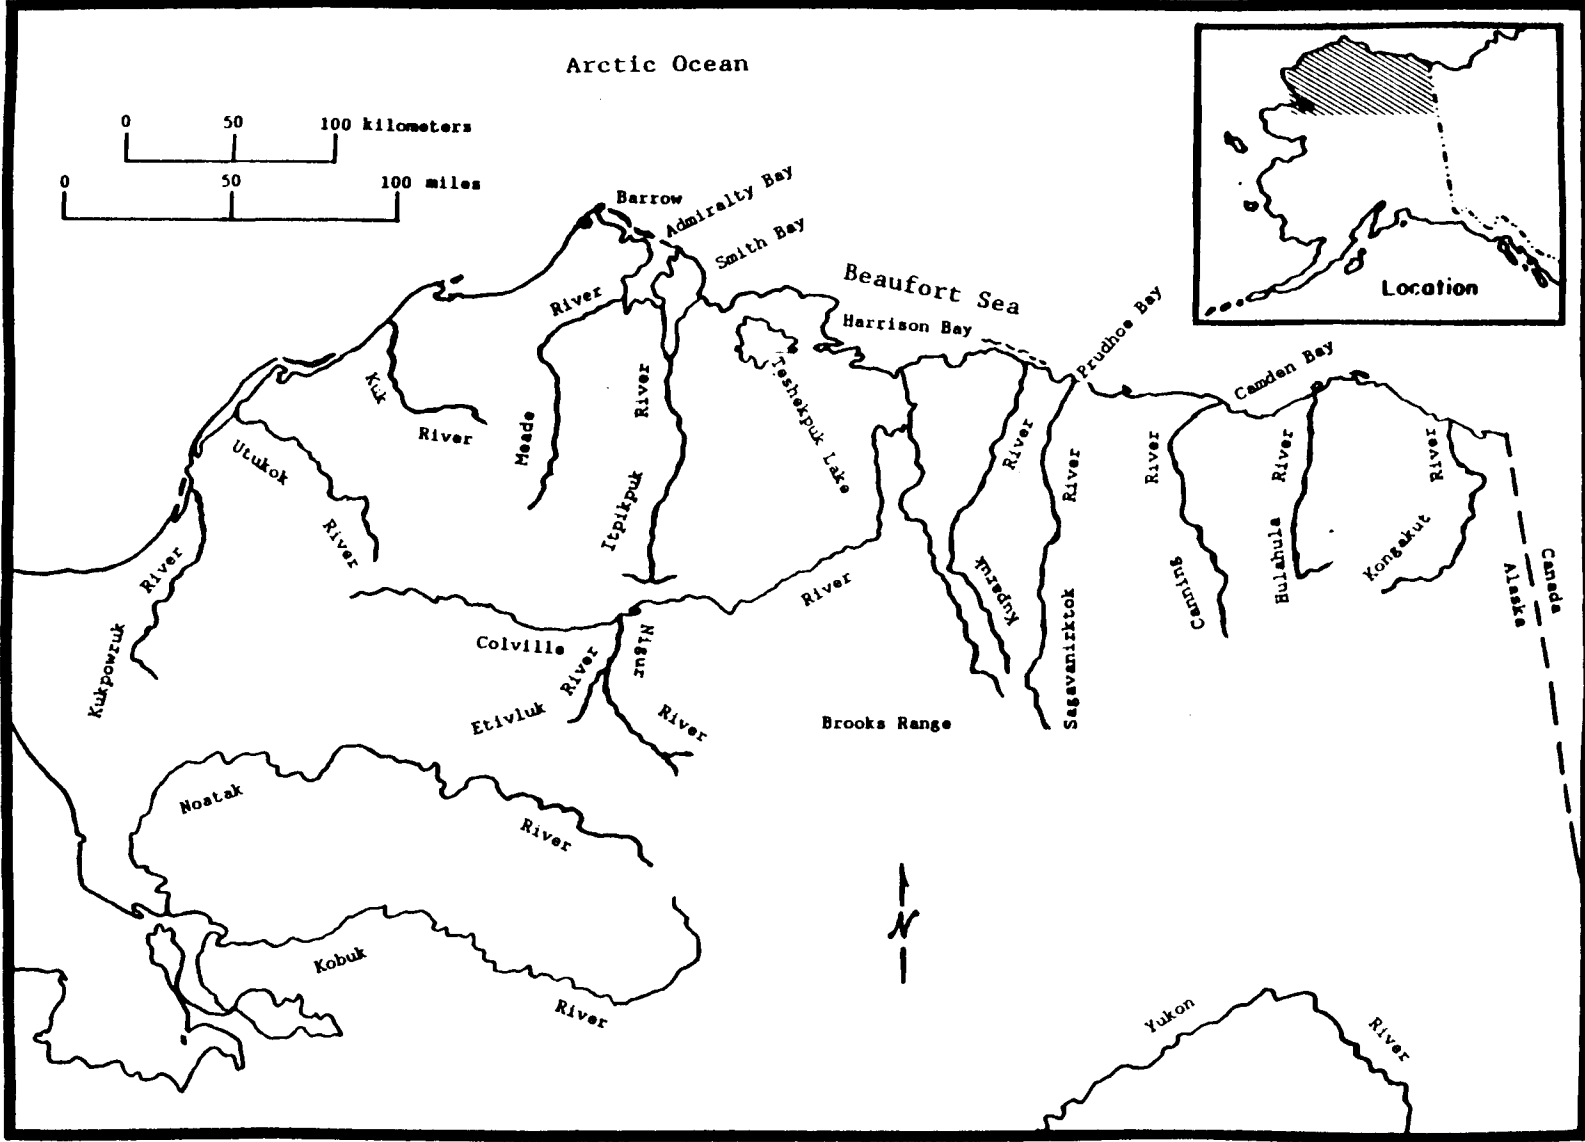 Arctic Ocean
0 50 100 kilometers
0 50 100 miles
Barrow
Admiralty Bay
Smith Bay
Beaufort Sea
Harrison Bay
Prudhoe Bay
Camden Bay
Location
River
Meade
Kuk
River
Utukok
River
River
Kukpowruk
River
Itpipkpuk
Teshekpuk Lake
Colville
River
Nigur
River
Etivluk
River
River
Kuparuk
River
Sagavanirktok
River
Canning
River
Hulahula
River
Kongakut
Canada
Alaska
Brooks Range
Noatak
River
Kobuk
River
N
Yukon
River